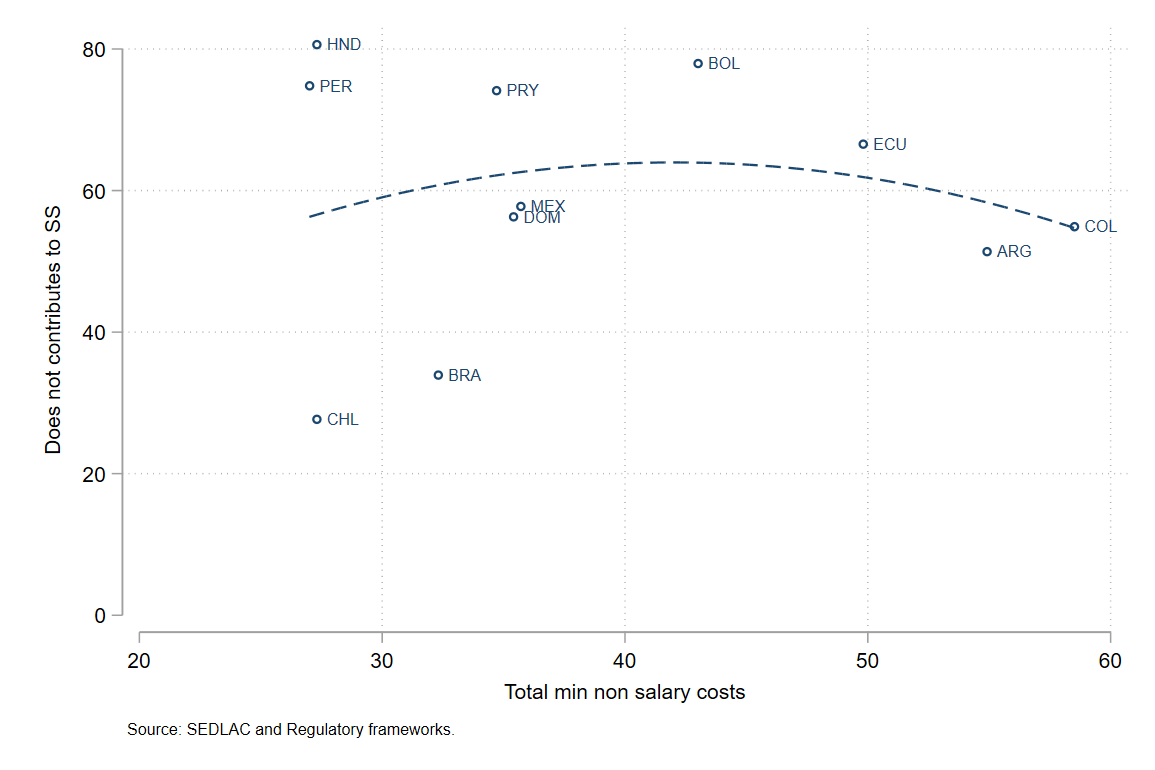 80
60
40
20
0
Does not contributes to SS
HND
PER
PRY
BOL
ECU
MEX
DOM
COL
ARG
BRA
CHL
20 30 40 50 60
Total min non salary costs
Source: SEDLAC and Regulatory frameworks.